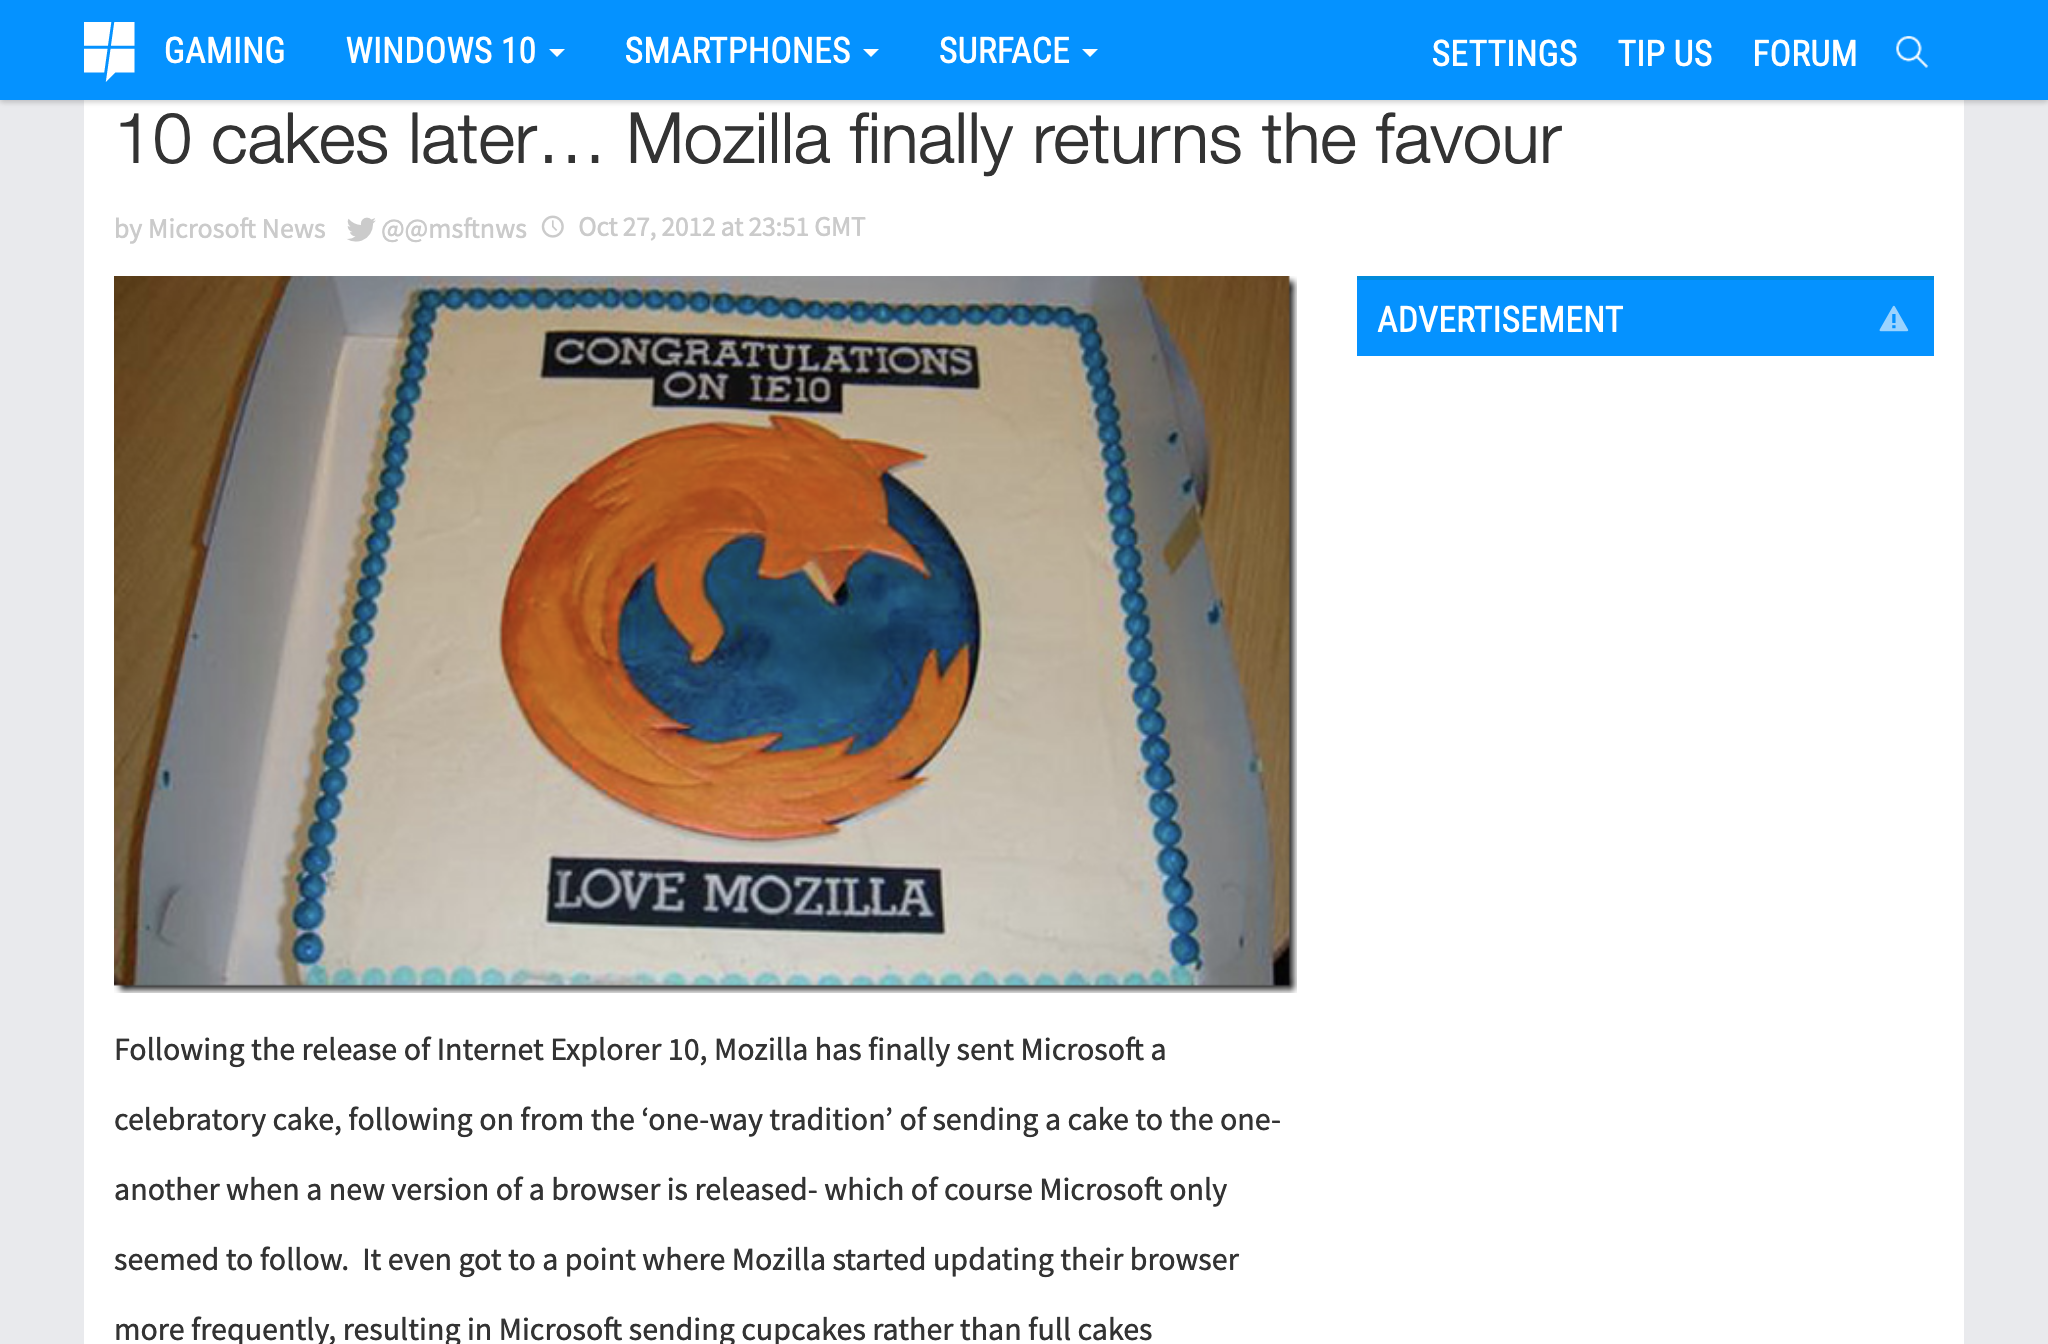 GAMING WINDOWS 10 SMARTPHONES SURFACE SETTINGS TIP US FORUM
10 cakes later… Mozilla finally returns the favour
by Microsoft News @@msftnws Oct 27, 2012 at 23:51 GMT
CONGRATULATIONS
ON IE10
LOVE MOZILLA
ADVERTISEMENT
Following the release of Internet Explorer 10, Mozilla has finally sent Microsoft a
celebratory cake, following on from the ‘one-way tradition’ of sending a cake to the one-
another when a new version of a browser is released- which of course Microsoft only
seemed to follow.  It even got to a point where Mozilla started updating their browser
more frequently, resulting in Microsoft sending cupcakes rather than full cakes